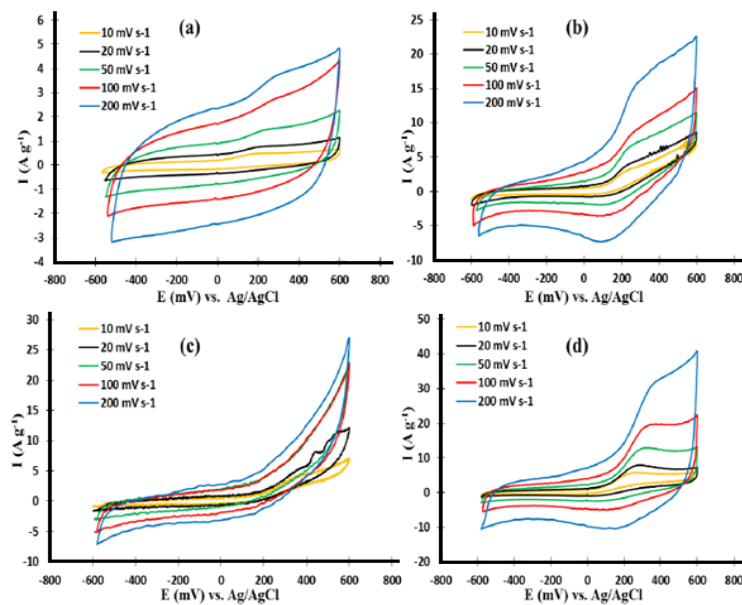 (a)
10 mV s-1
20 mV s-1
50 mV s-1
100 mV s-1
200 mV s-1
6
5
4
3
2
1
0
-1
-2
-3
-4
I (A g⁻¹)
-800 -600 -400 -200 0 200 400 600 800
E (mV) vs. Ag/AgCl
(b)
10 mV s-1
20 mV s-1
50 mV s-1
100 mV s-1
200 mV s-1
25
20
15
10
5
0
-5
-10
I (A g⁻¹)
-800 -600 -400 -200 0 200 400 600 800
E (mV) vs. Ag/AgCl
(c)
10 mV s-1
20 mV s-1
50 mV s-1
100 mV s-1
200 mV s-1
30
25
20
15
10
5
0
-5
-10
I (A g⁻¹)
-800 -600 -400 -200 0 200 400 600 800
E (mV) vs. Ag/AgCl
(d)
10 mV s-1
20 mV s-1
50 mV s-1
100 mV s-1
200 mV s-1
50
40
30
20
10
0
-10
-20
I (A g⁻¹)
-800 -600 -400 -200 0 200 400 600 800
E (mV) vs. Ag/AgCl